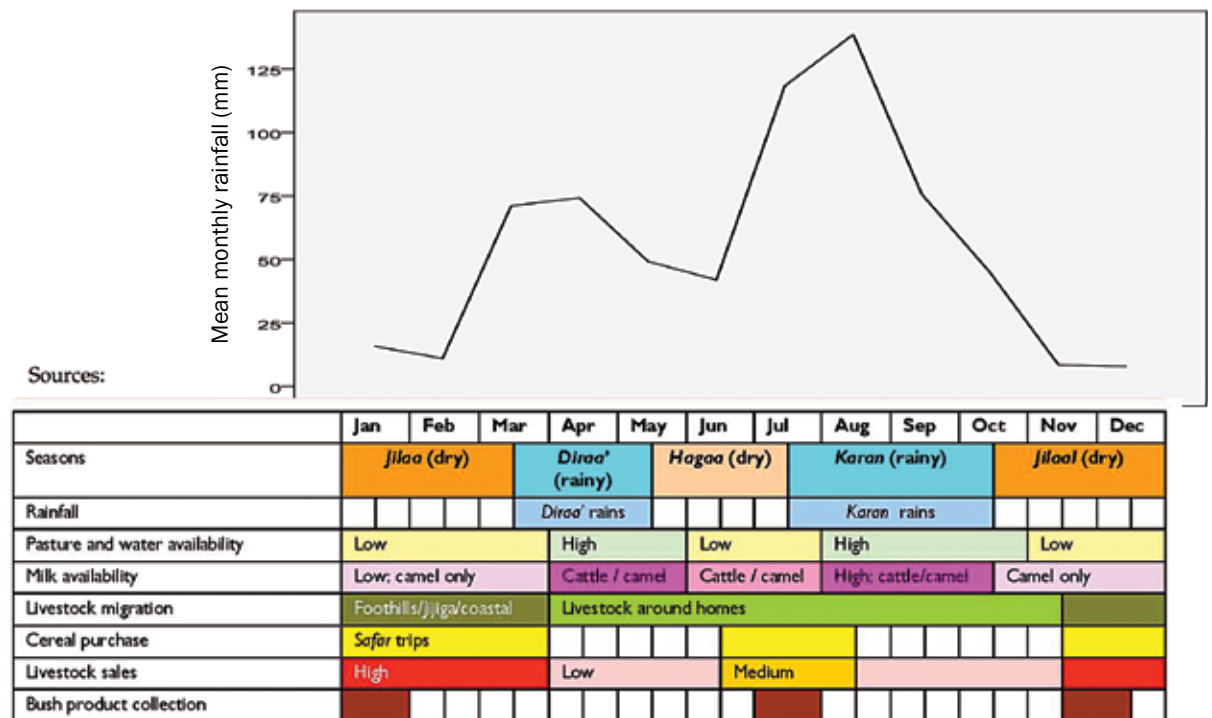 Mean monthly rainfall (mm)
125
100
75
50
25
0
Sources:
Jan Feb Mar Apr May Jun Jul Aug Sep Oct Nov Dec
Seasons Jilaa (dry) Diraa' Hagaa (dry) Karan (rainy) Jilaal (dry)
(rainy)
Rainfall Diraa' rains Karan rains
Pasture and water availability Low High Low High Low
Milk availability Low; camel only Cattle / camel Cattle / camel High; cattle/camel Camel only
Livestock migration Foothills/Jijiga/coastal Livestock around homes
Cereal purchase Safar trips
Livestock sales High Low Medium
Bush product collection